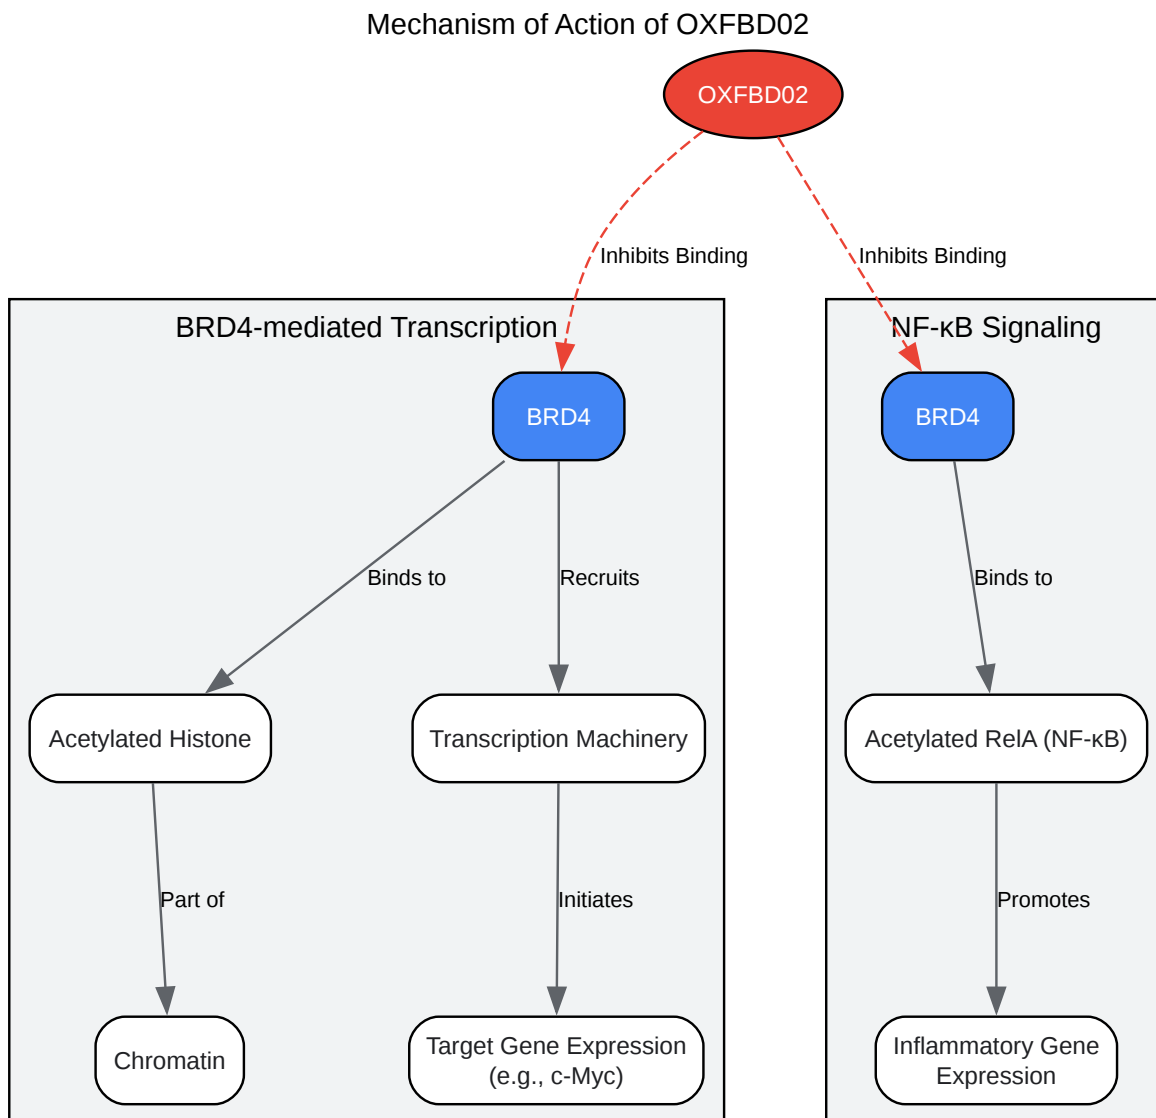 Mechanism of Action of OXFBD02
OXFBD02
Inhibits Binding
Inhibits Binding
BRD4-mediated Transcription
NF-κB Signaling
BRD4
BRD4
Binds to
Recruits
Binds to
Acetylated Histone
Transcription Machinery
Acetylated RelA (NF-κB)
Part of
Initiates
Promotes
Chromatin
Target Gene Expression
(e.g., c-Myc)
Inflammatory Gene
Expression